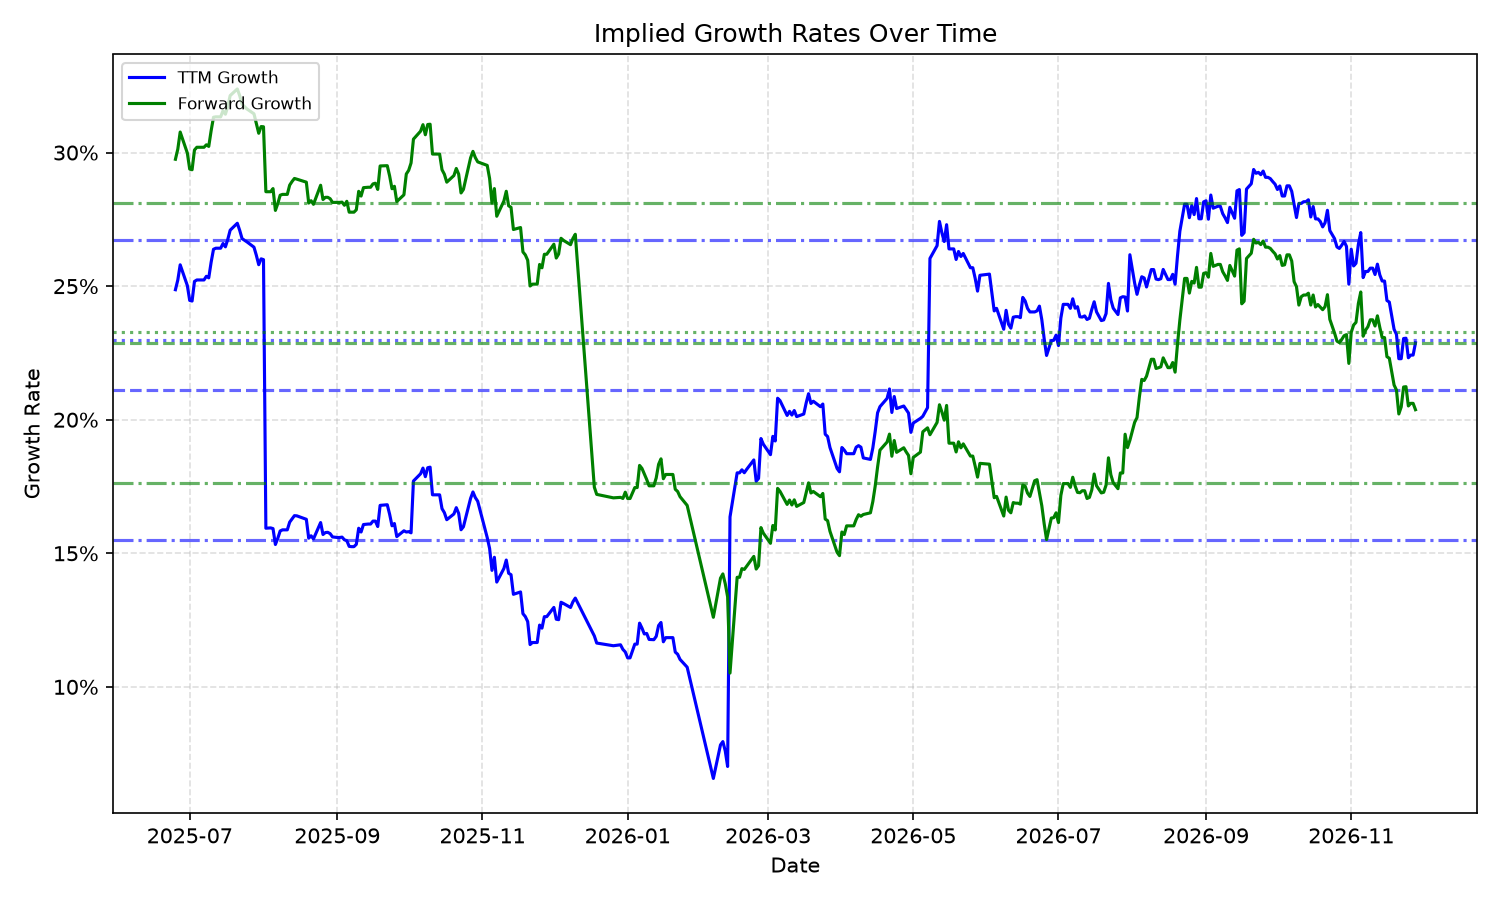 Implied Growth Rates Over Time
TTM Growth
Forward Growth
30%
25%
20%
15%
10%
Growth Rate
2025-07
2025-09
2025-11
2026-01
2026-03
2026-05
2026-07
2026-09
2026-11
Date